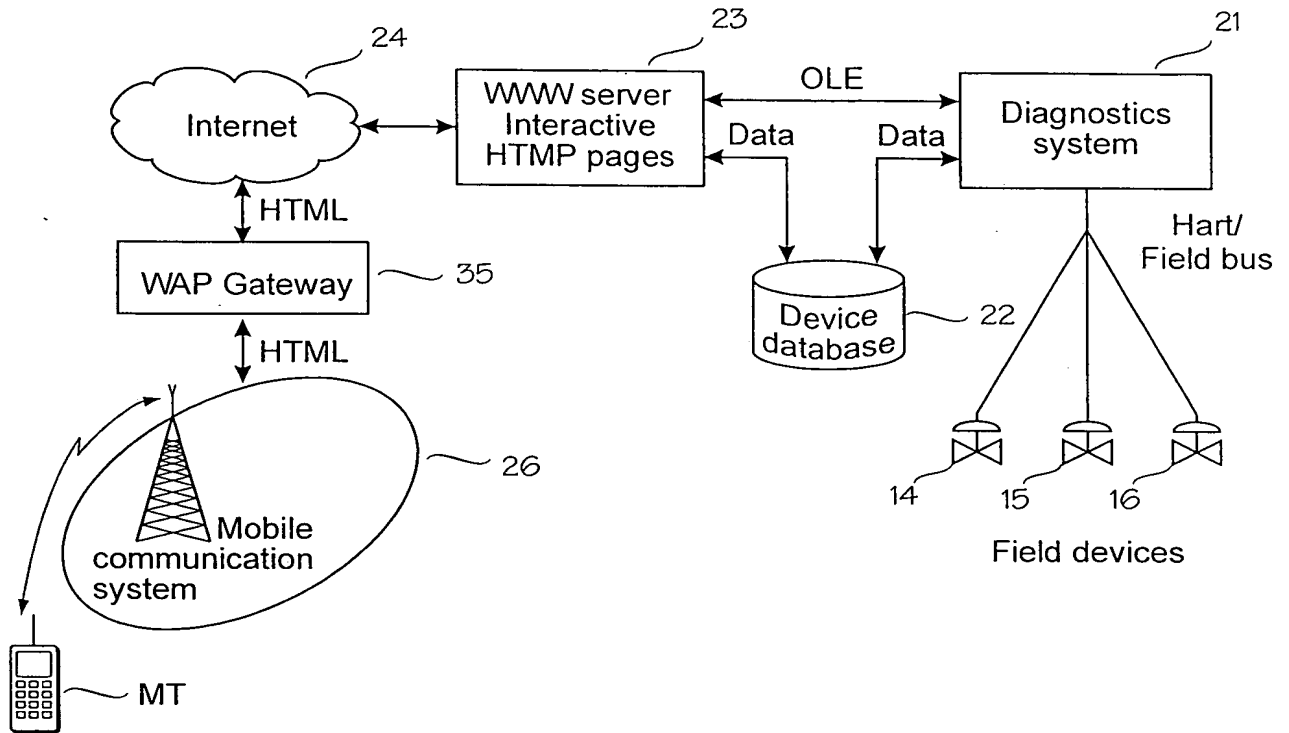 24
23
21
Internet
WWW server
Interactive
HTMP pages
OLE
Data
Data
Diagnostics
system
HTML
Hart/
Field bus
WAP Gateway
35
Device
database
22
HTML
26
14
15
16
Mobile
communication
system
Field devices
MT